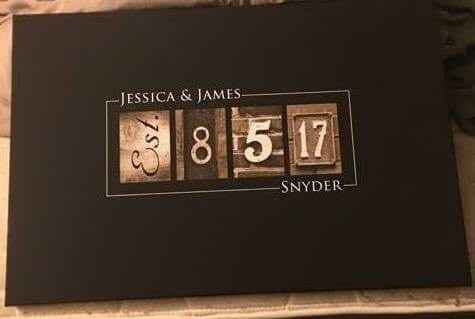 JESSICA & JAMES
Est. 8 5 17
SNYDER